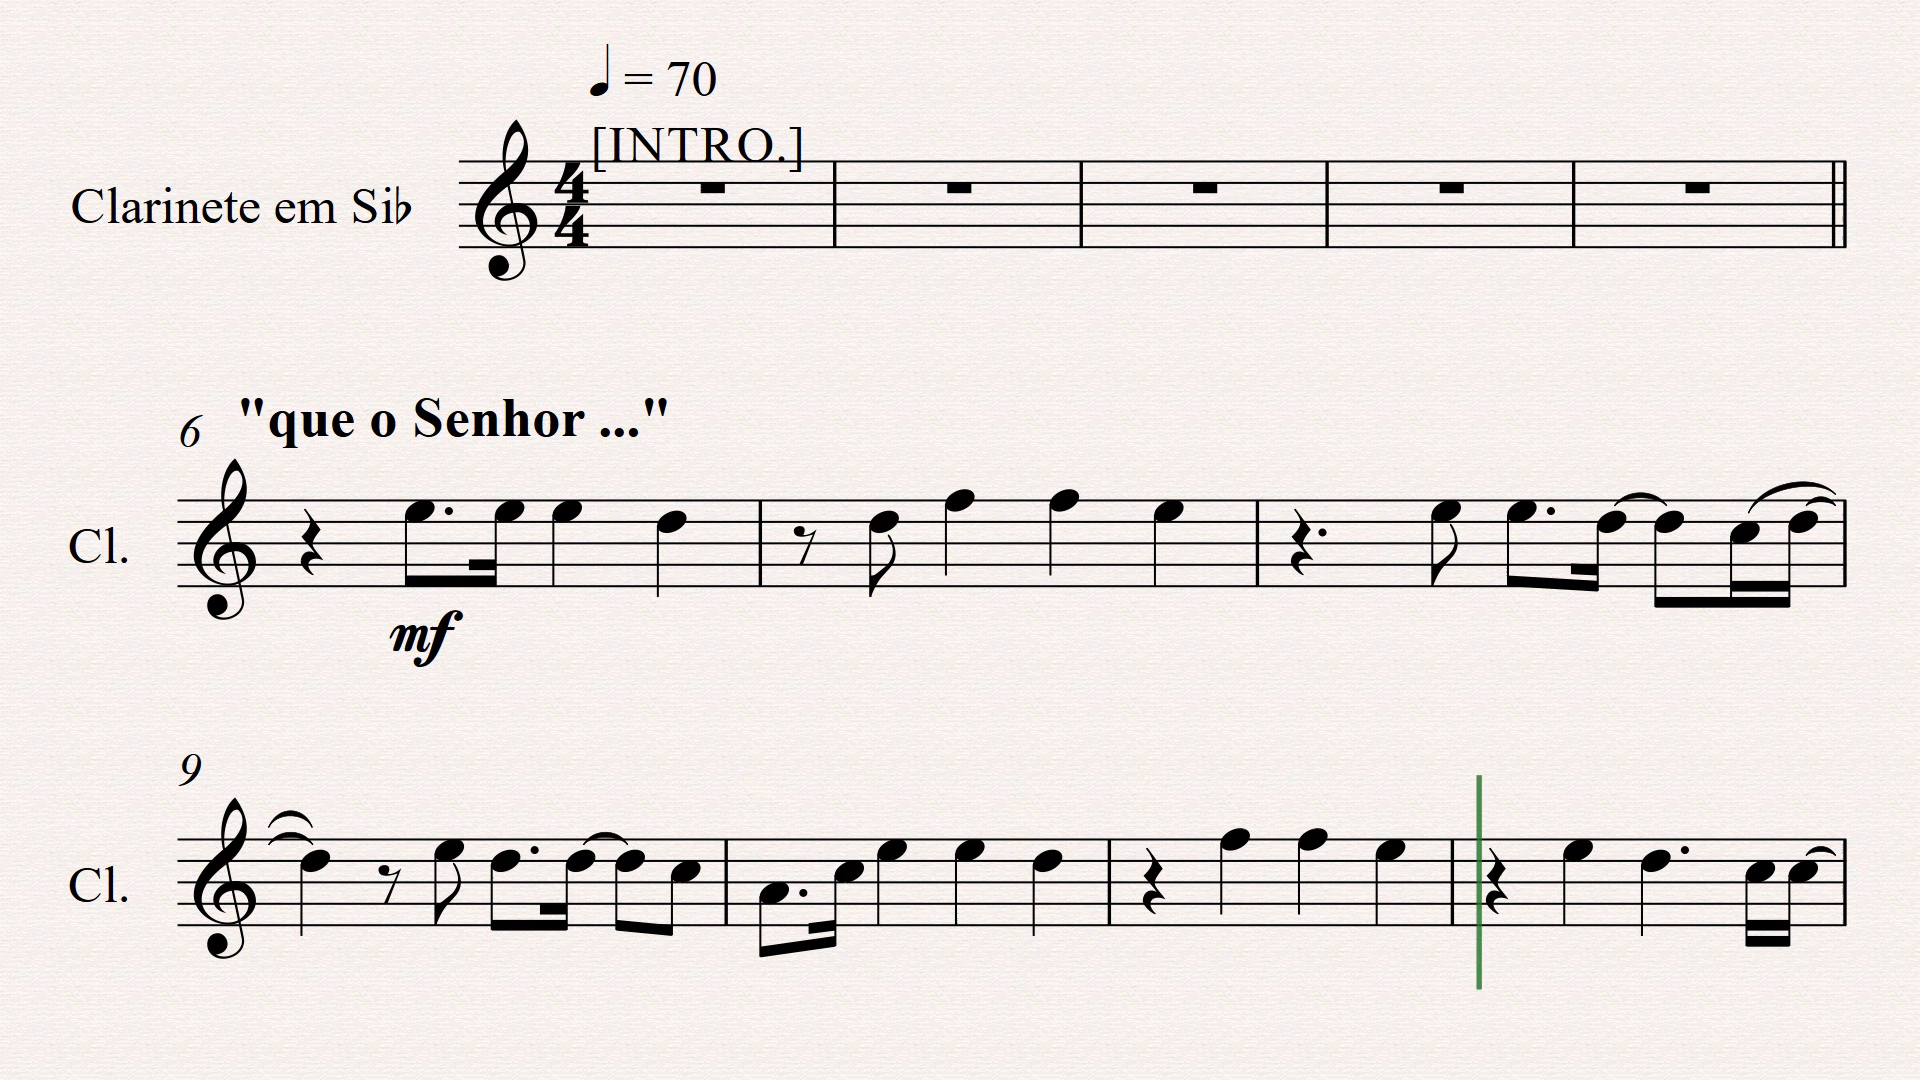 ♩ = 70
[INTRO.]
Clarinete em Si♭
6 "que o Senhor ..."
Cl.
mf
9
Cl.